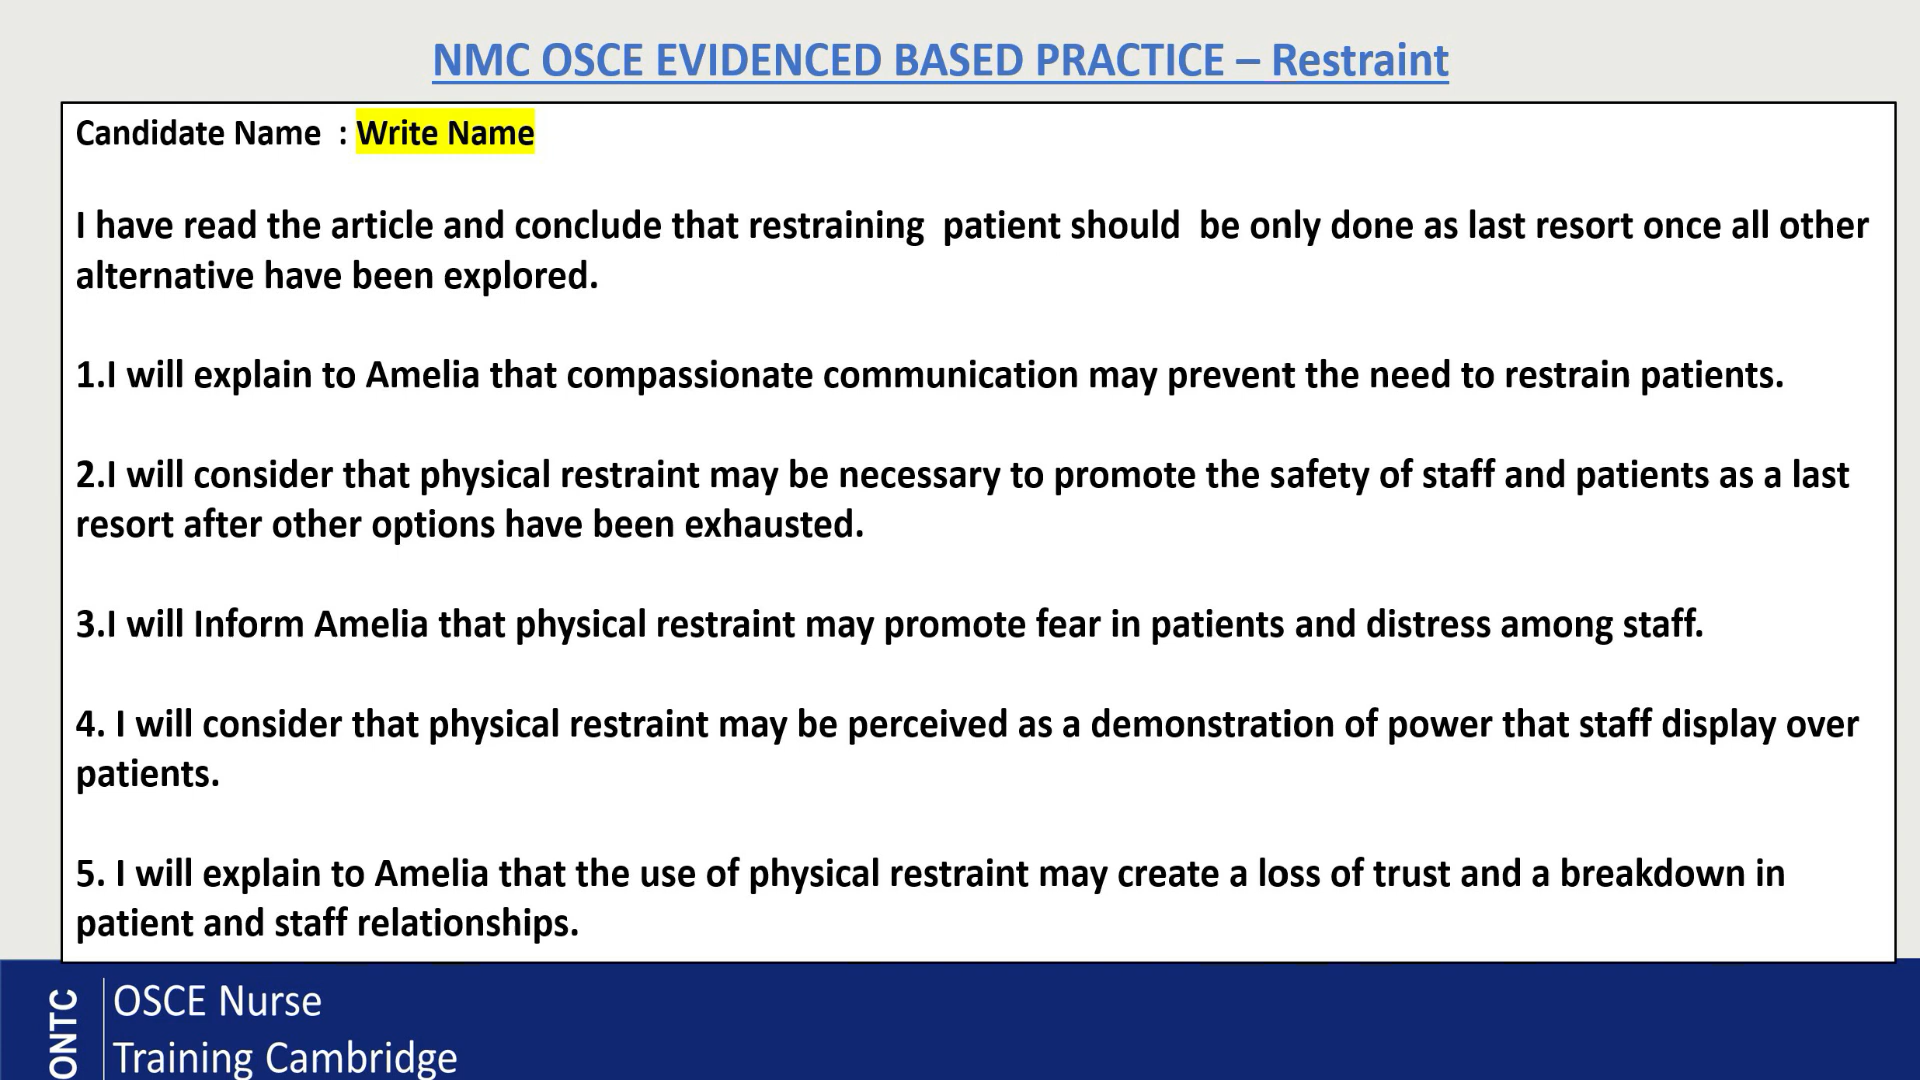 NMC OSCE EVIDENCED BASED PRACTICE – Restraint
Candidate Name : Write Name
I have read the article and conclude that restraining patient should be only done as last resort once all other
alternative have been explored.
1.I will explain to Amelia that compassionate communication may prevent the need to restrain patients.
2.I will consider that physical restraint may be necessary to promote the safety of staff and patients as a last
resort after other options have been exhausted.
3.I will Inform Amelia that physical restraint may promote fear in patients and distress among staff.
4. I will consider that physical restraint may be perceived as a demonstration of power that staff display over
patients.
5. I will explain to Amelia that the use of physical restraint may create a loss of trust and a breakdown in
patient and staff relationships.
ONTC
OSCE Nurse
Training Cambridge